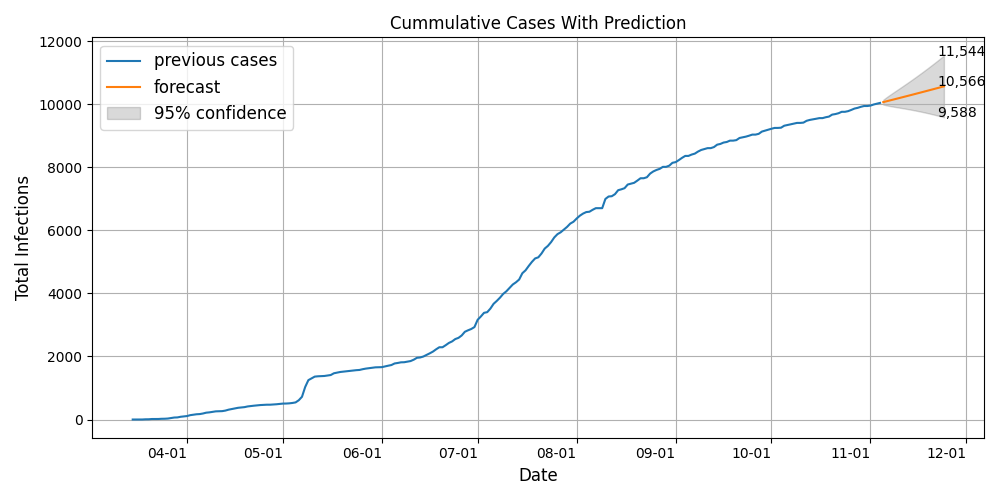 Cummulative Cases With Prediction
previous cases
forecast
95% confidence
11,544
10,566
9,588
12000
10000
8000
6000
4000
2000
0
Total Infections
04-01 05-01 06-01 07-01 08-01 09-01 10-01 11-01 12-01
Date